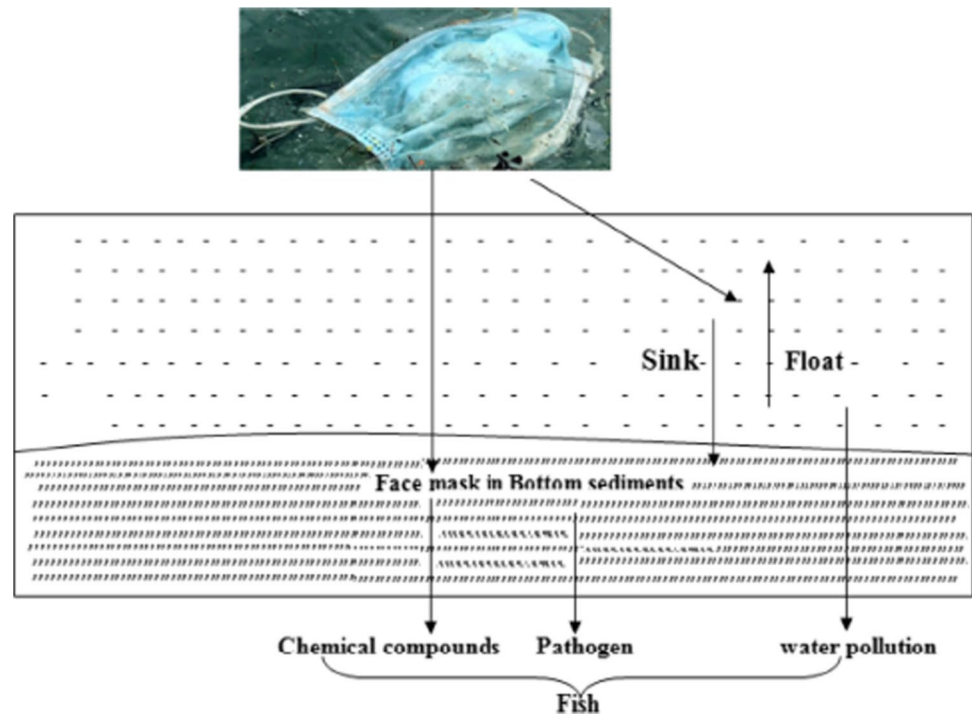 Sink
Float
Face mask in Bottom sediments
Chemical compounds
Pathogen
water pollution
Fish